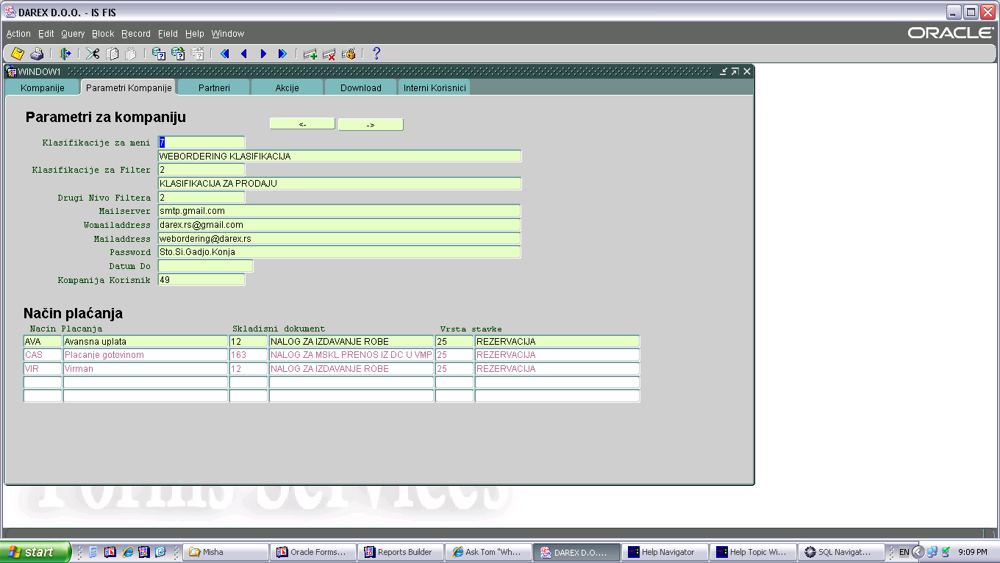 DAREX D.O.O. - IS FIS
Action Edit Query Block Record Field Help Window
ORACLE
WINDOW1
Kompanije Parametri Kompanije Partneri Akcije Download Interni Korisnici
Parametri za kompaniju
<- ->
Klasifikacije za meni 7
WEBORDERING KLASIFIKACIJA
Klasifikacije za Filter 2
KLASIFIKACIJA ZA PRODAJU
Drugi Nivo Filtera 2
Mailserver smtp.gmail.com
Womailaddress darex.rs@gmail.com
Mailaddress webordering@darex.rs
Password Sto.Si.Gadjo.Konja
Datum Do
Kompanija Korisnik 49
Način plaćanja
Nacin Placanja Skladisni dokument Vrsta stavke
AVA Avansna uplata 12 NALOG ZA IZDAVANJE ROBE 25 REZERVACIJA
CAS Placanje gotovinom 163 NALOG ZA MSKL PRENOS IZ DC U VMP 25 REZERVACIJA
VIR Virman 12 NALOG ZA IZDAVANJE ROBE 25 REZERVACIJA
Forms Services
start Misha Oracle Forms... Reports Builder Ask Tom "Wh... DAREX D.O.... Help Navigator Help Topic Wi... SQL Navigat... EN 9:09 PM